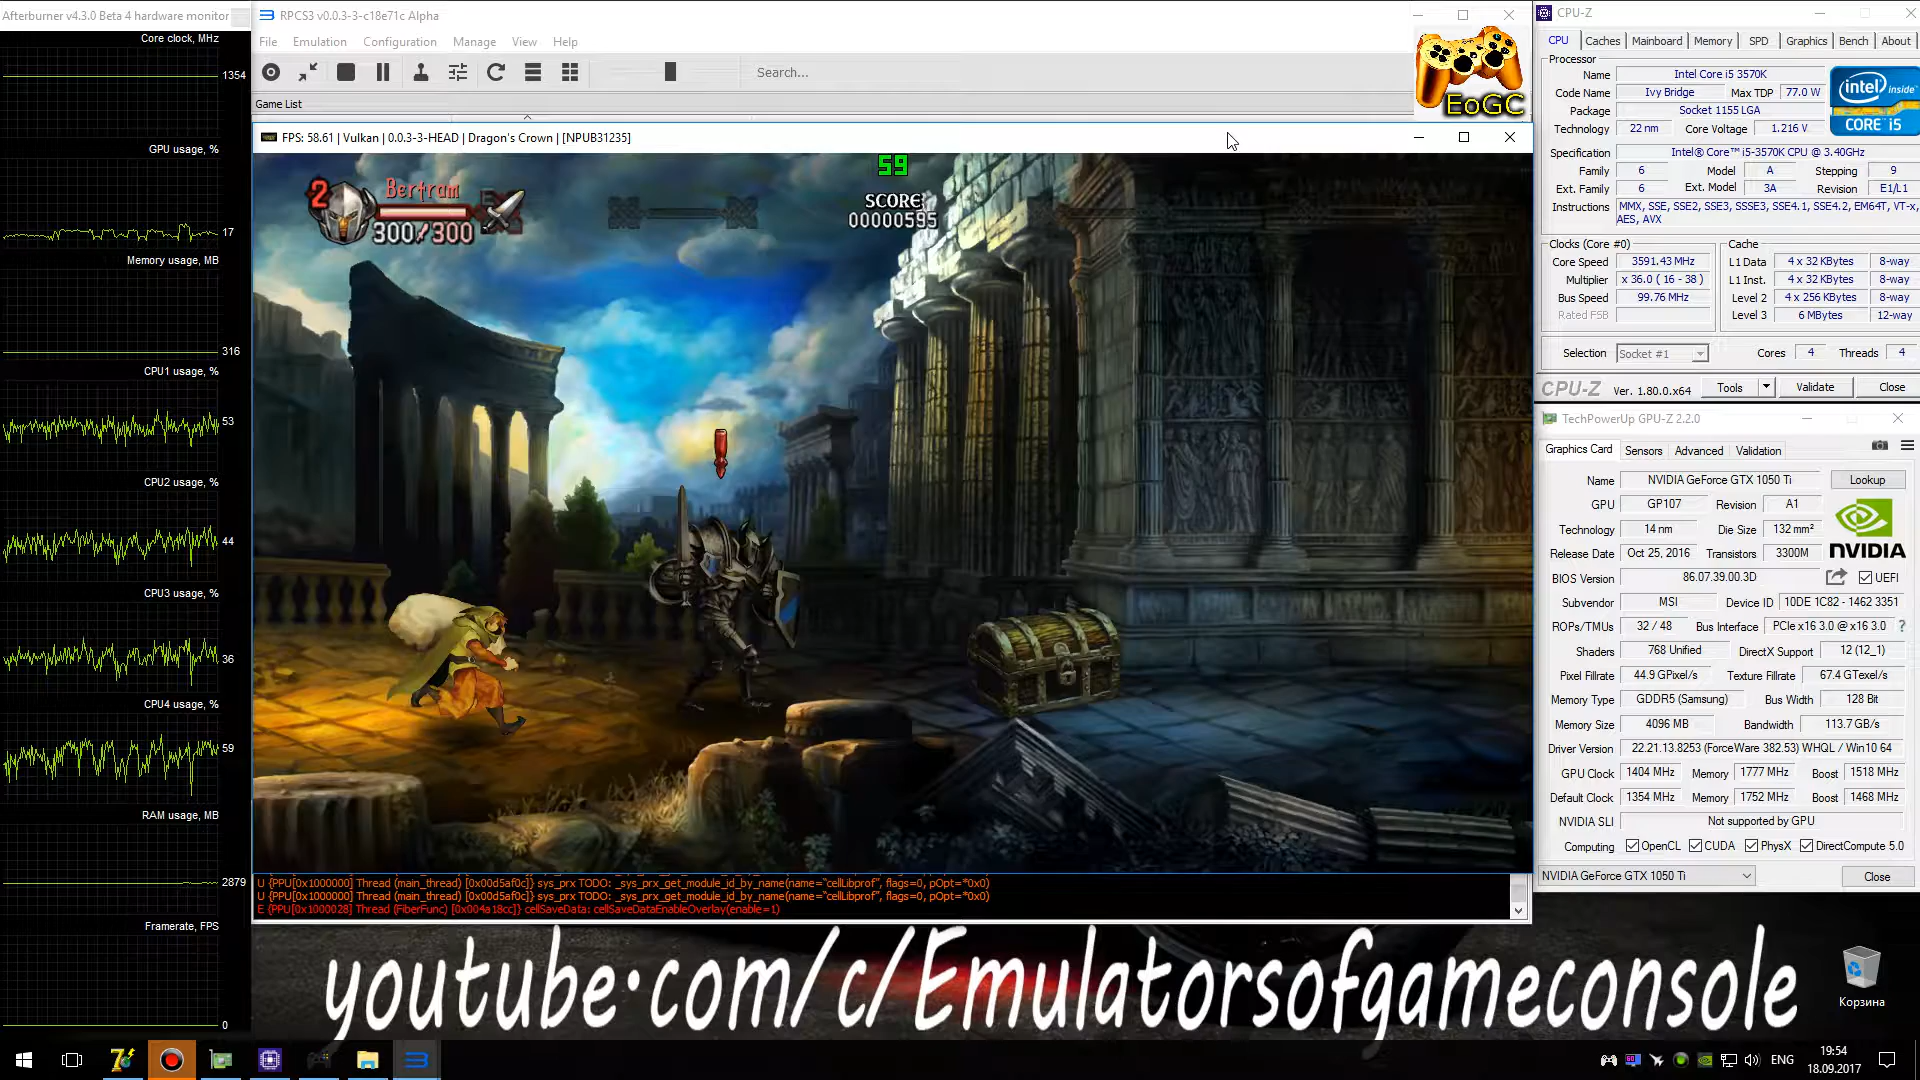 Afterburner v4.3.0 Beta 4 hardware monitor
Core clock, MHz
1354
GPU usage, %
17
Memory usage, MB
316
CPU1 usage, %
53
CPU2 usage, %
44
CPU3 usage, %
36
CPU4 usage, %
59
RAM usage, MB
2879
Framerate, FPS
0
RPCS3 v0.0.3-3-c18e71c Alpha
File Emulation Configuration Manage View Help
Search...
EoGC
Game List
FPS: 58.61 | Vulkan | 0.0.3-3-HEAD | Dragon's Crown | [NPUB31235]
59
2 Bertram
300/300
SCORE
00000595
U {PPU[0x1000000] Thread (main_thread) [0x00d5af0c]} sys_prx TODO: _sys_prx_get_module_id_by_name(name="cellLibprof", flags=0, pOpt=*0x0)
U {PPU[0x1000000] Thread (main_thread) [0x00d5af0c]} sys_prx TODO: _sys_prx_get_module_id_by_name(name="cellLibprof", flags=0, pOpt=*0x0)
E {PPU[0x1000028] Thread (FiberFunc) [0x004a18cc]} cellSaveData: cellSaveDataEnableOverlay(enable=1)
CPU-Z
CPU Caches Mainboard Memory SPD Graphics Bench About
Processor
Name Intel Core i5 3570K
Code Name Ivy Bridge Max TDP 77.0 W
Package Socket 1155 LGA
Technology 22 nm Core Voltage 1.216 V
intel inside™
CORE i5
Specification Intel® Core™ i5-3570K CPU @ 3.40GHz
Family 6 Model A Stepping 9
Ext. Family 6 Ext. Model 3A Revision E1/L1
Instructions MMX, SSE, SSE2, SSE3, SSSE3, SSE4.1, SSE4.2, EM64T, VT-x,
AES, AVX
Clocks (Core #0)
Core Speed 3591.43 MHz
Multiplier x 36.0 ( 16 - 38 )
Bus Speed 99.76 MHz
Rated FSB
Cache
L1 Data 4 x 32 KBytes 8-way
L1 Inst. 4 x 32 KBytes 8-way
Level 2 4 x 256 KBytes 8-way
Level 3 6 MBytes 12-way
Selection Socket #1 Cores 4 Threads 4
CPU-Z Ver. 1.80.0.x64 Tools Validate Close
TechPowerUp GPU-Z 2.2.0
Graphics Card Sensors Advanced Validation
Name NVIDIA GeForce GTX 1050 Ti Lookup
GPU GP107 Revision A1
Technology 14 nm Die Size 132 mm²
NVIDIA
Release Date Oct 25, 2016 Transistors 3300M
BIOS Version 86.07.39.00.3D UEFI
Subvendor MSI Device ID 10DE 1C82 - 1462 3351
ROPs/TMUs 32 / 48 Bus Interface PCIe x16 3.0 @ x16 3.0 ?
Shaders 768 Unified DirectX Support 12 (12_1)
Pixel Fillrate 44.9 GPixel/s Texture Fillrate 67.4 GTexel/s
Memory Type GDDR5 (Samsung) Bus Width 128 Bit
Memory Size 4096 MB Bandwidth 113.7 GB/s
Driver Version 22.21.13.8253 (ForceWare 382.53) WHQL / Win10 64
GPU Clock 1404 MHz Memory 1777 MHz Boost 1518 MHz
Default Clock 1354 MHz Memory 1752 MHz Boost 1468 MHz
NVIDIA SLI Not supported by GPU
Computing OpenCL CUDA PhysX DirectCompute 5.0
NVIDIA GeForce GTX 1050 Ti Close
youtube.com/c/Emulatorsofgameconsole
Корзина
ENG
19:54
18.09.2017